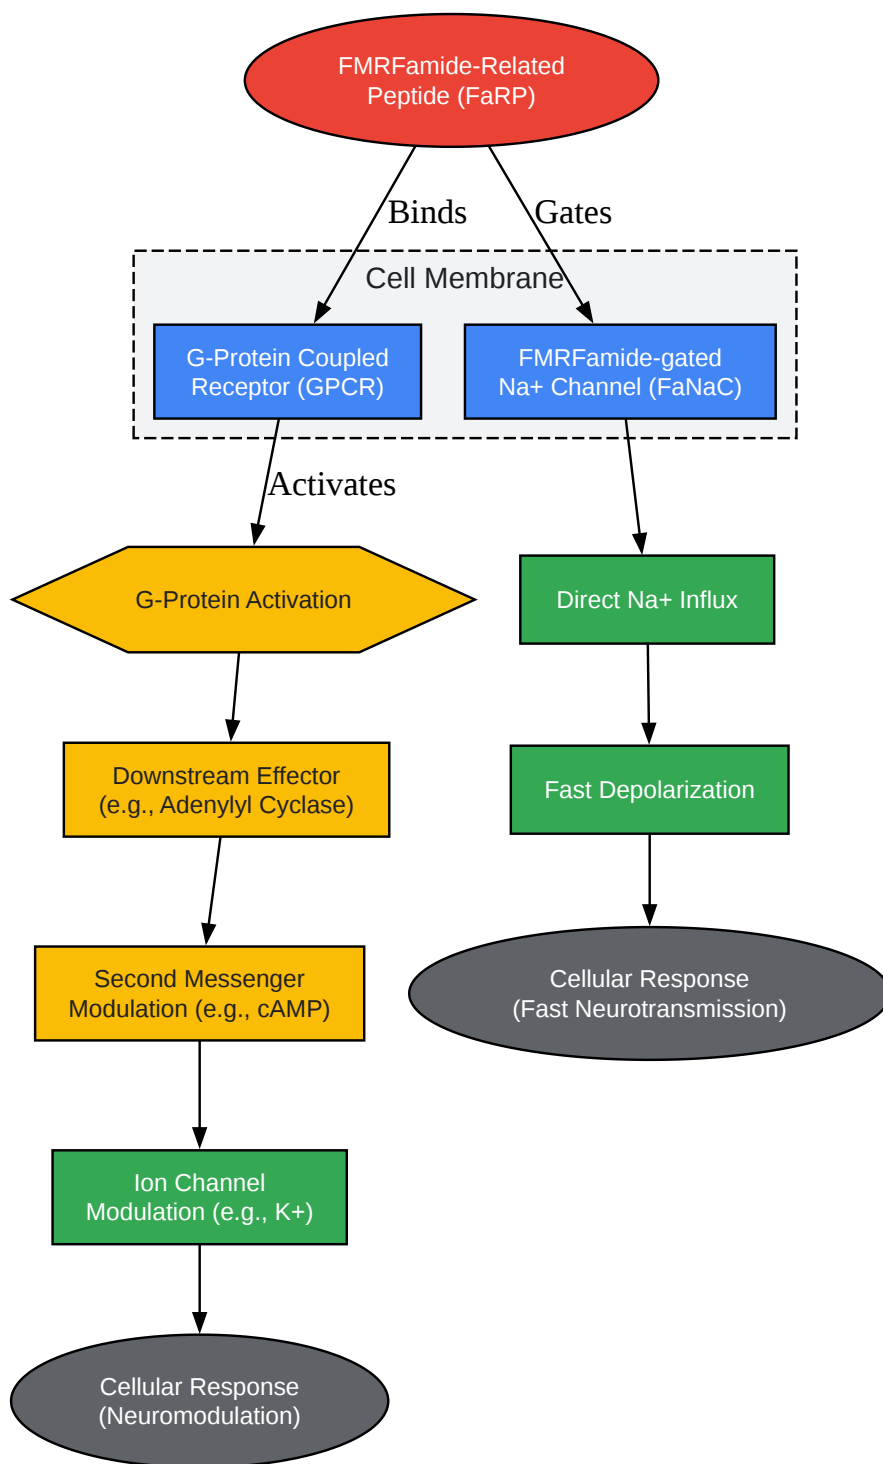 FMRFamide-Related
Peptide (FaRP)
Binds
Gates
Cell Membrane
G-Protein Coupled
Receptor (GPCR)
FMRFamide-gated
Na+ Channel (FaNaC)
Activates
G-Protein Activation
Direct Na+ Influx
Downstream Effector
(e.g., Adenylyl Cyclase)
Fast Depolarization
Second Messenger
Modulation (e.g., cAMP)
Cellular Response
(Fast Neurotransmission)
Ion Channel
Modulation (e.g., K+)
Cellular Response
(Neuromodulation)